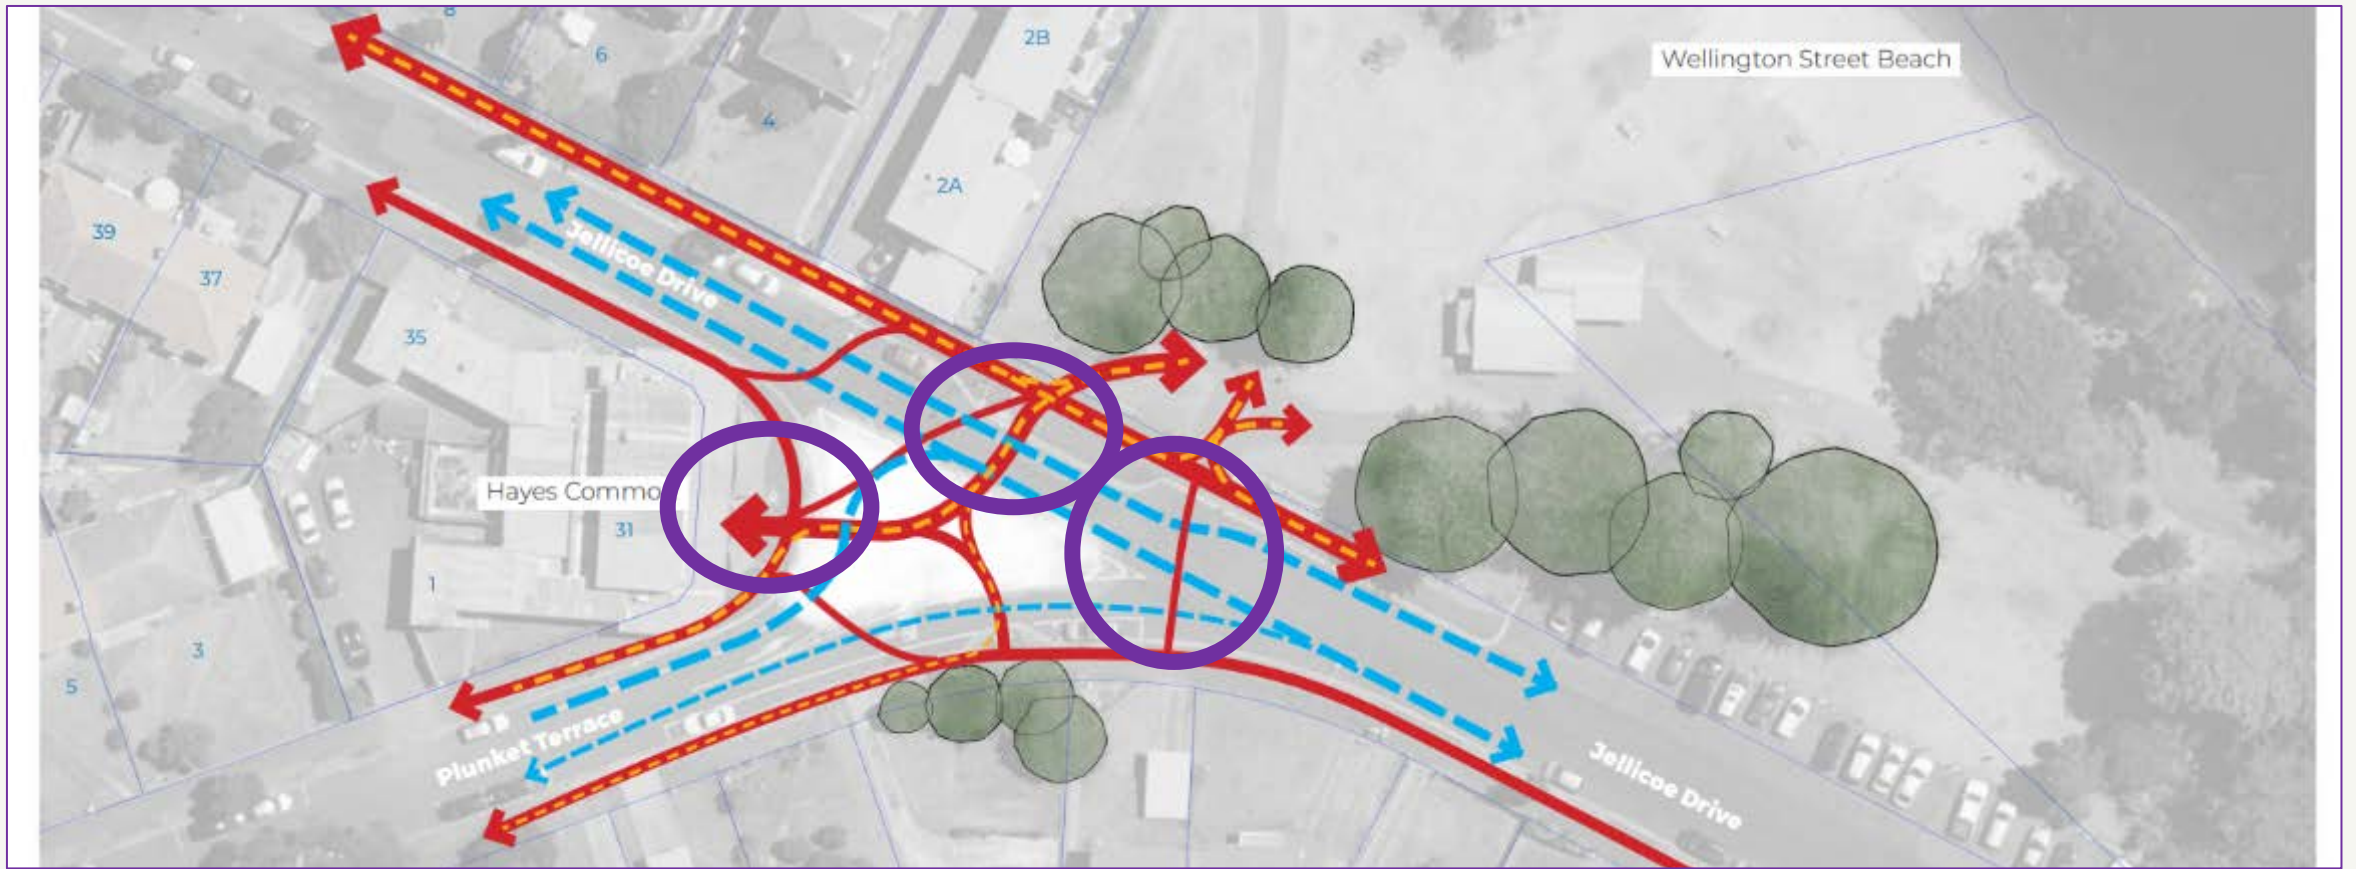 8
6
2B
Wellington Street Beach
4
2A
39
37
Jellicoe Drive
35
Hayes Commo
31
1
3
5
Plunket Terrace
Jellicoe Drive